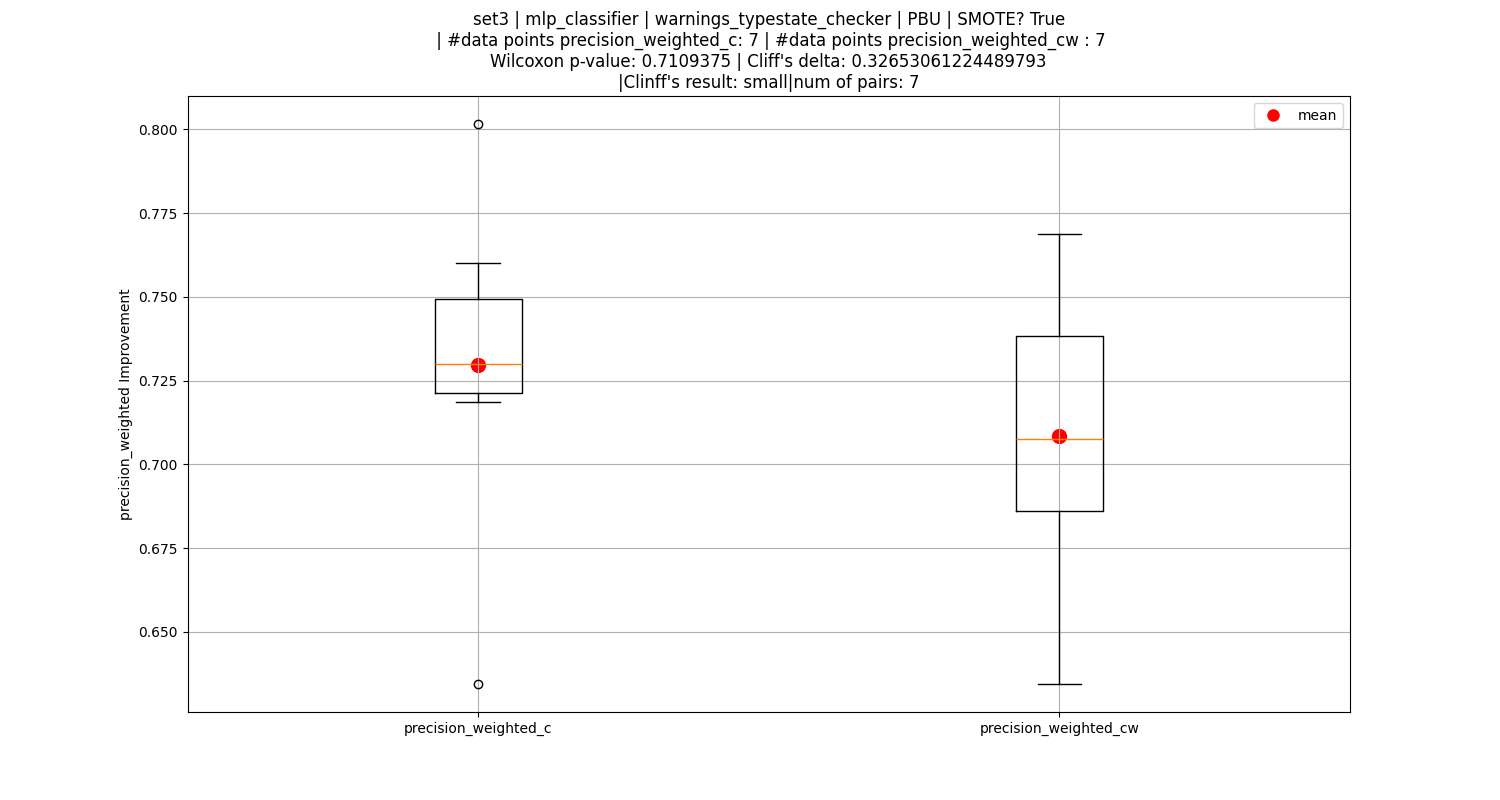 set3 | mlp_classifier | warnings_typestate_checker | PBU | SMOTE? True
| #data points precision_weighted_c: 7 | #data points precision_weighted_cw : 7
Wilcoxon p-value: 0.7109375 | Cliff's delta: 0.32653061224489793
|Clinff's result: small|num of pairs: 7
mean
0.800
0.775
0.750
0.725
0.700
0.675
0.650
precision_weighted Improvement
precision_weighted_c
precision_weighted_cw